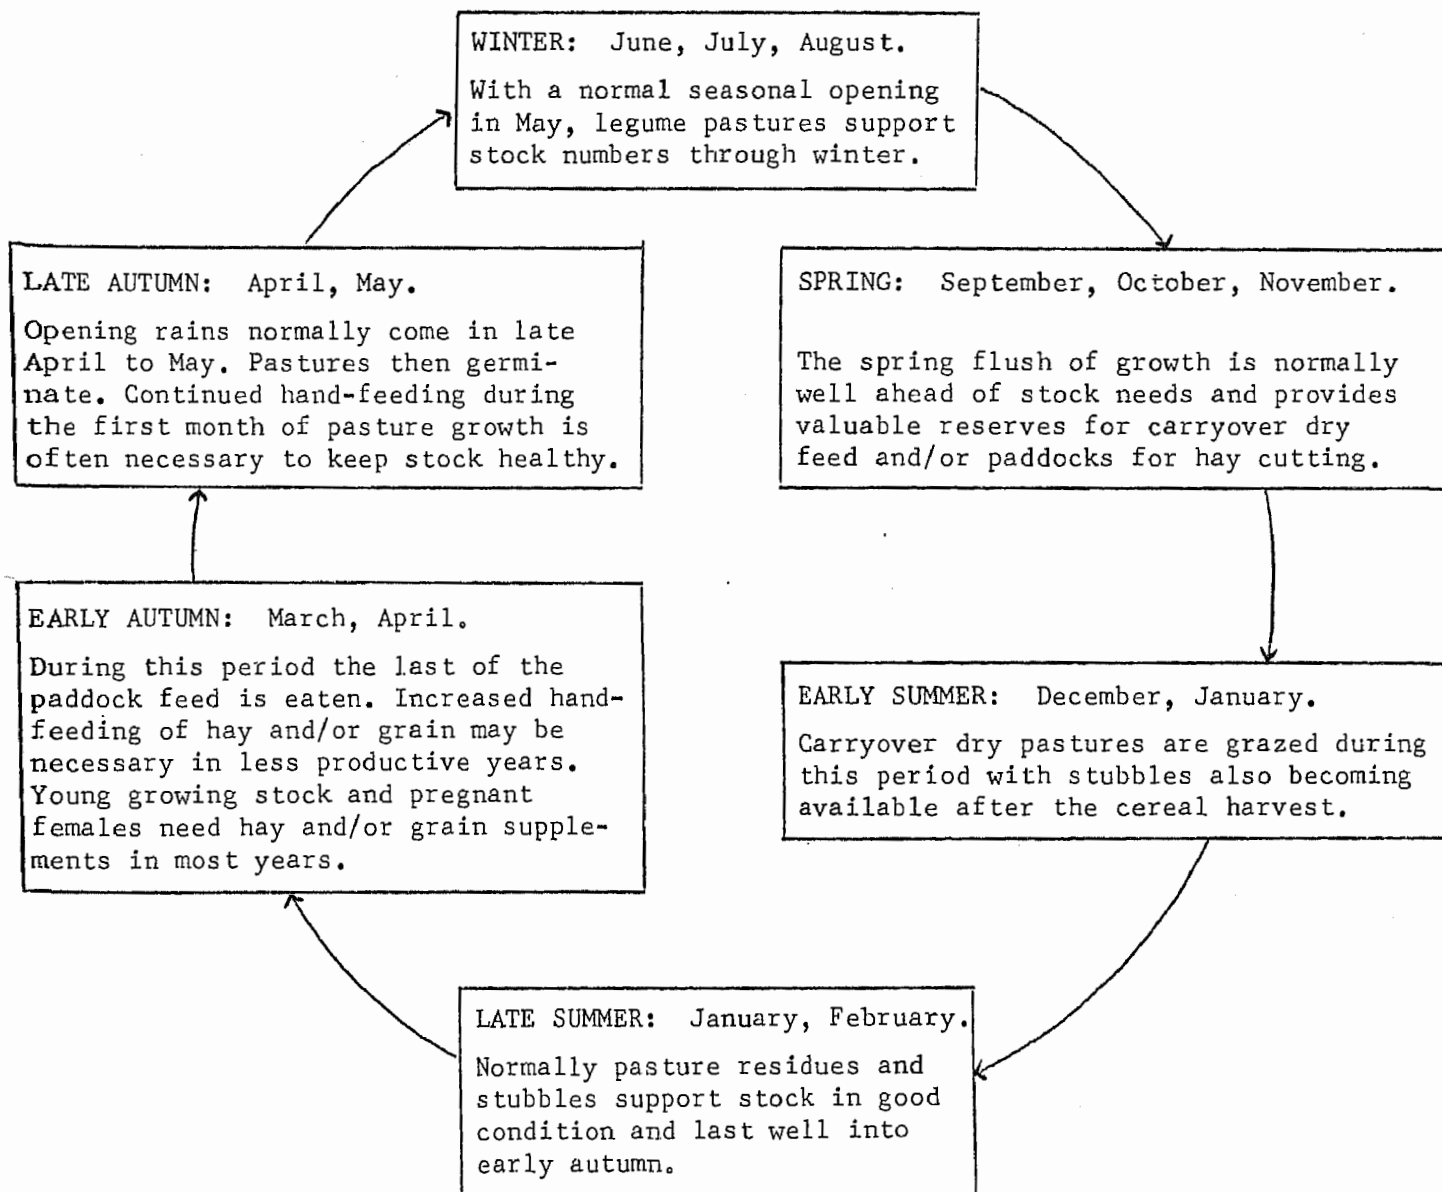 WINTER: June, July, August.
With a normal seasonal opening
in May, legume pastures support
stock numbers through winter.
LATE AUTUMN: April, May.
Opening rains normally come in late
April to May. Pastures then germi-
nate. Continued hand-feeding during
the first month of pasture growth is
often necessary to keep stock healthy.
SPRING: September, October, November.
The spring flush of growth is normally
well ahead of stock needs and provides
valuable reserves for carryover dry
feed and/or paddocks for hay cutting.
EARLY AUTUMN: March, April.
During this period the last of the
paddock feed is eaten. Increased hand-
feeding of hay and/or grain may be
necessary in less productive years.
Young growing stock and pregnant
females need hay and/or grain supple-
ments in most years.
EARLY SUMMER: December, January.
Carryover dry pastures are grazed during
this period with stubbles also becoming
available after the cereal harvest.
LATE SUMMER: January, February.
Normally pasture residues and
stubbles support stock in good
condition and last well into
early autumn.